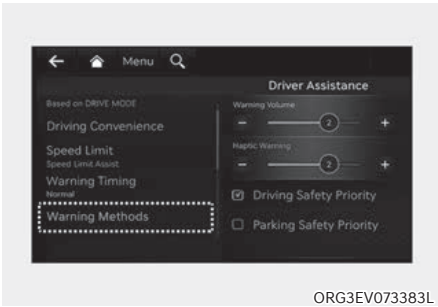 Menu
Driver Assistance
Based on DRIVE MODE
Driving Convenience
Speed Limit
Speed Limit Assist
Warning Timing
Normal
Warning Methods
Warning Volume
- 2 +
Haptic Warning
- 2 +
Driving Safety Priority
Parking Safety Priority
ORG3EV073383L